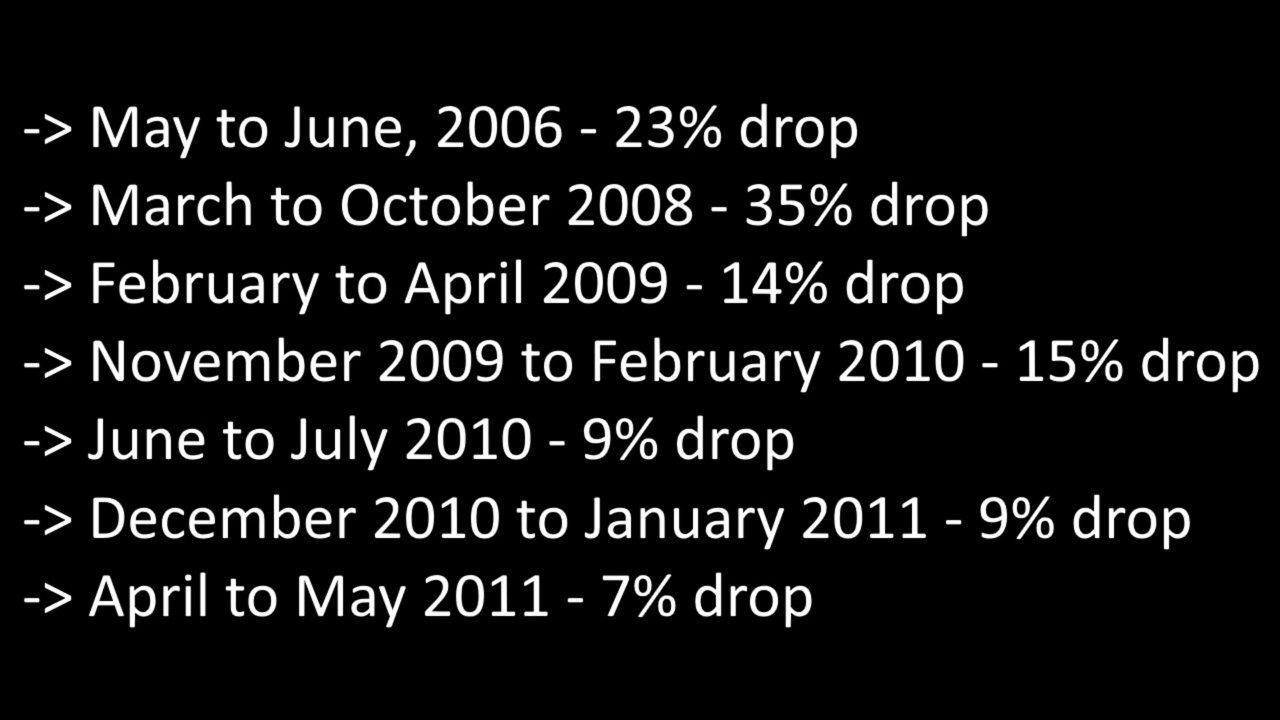 -> May to June, 2006 - 23% drop
-> March to October 2008 - 35% drop
-> February to April 2009 - 14% drop
-> November 2009 to February 2010 - 15% drop
-> June to July 2010 - 9% drop
-> December 2010 to January 2011 - 9% drop
-> April to May 2011 - 7% drop